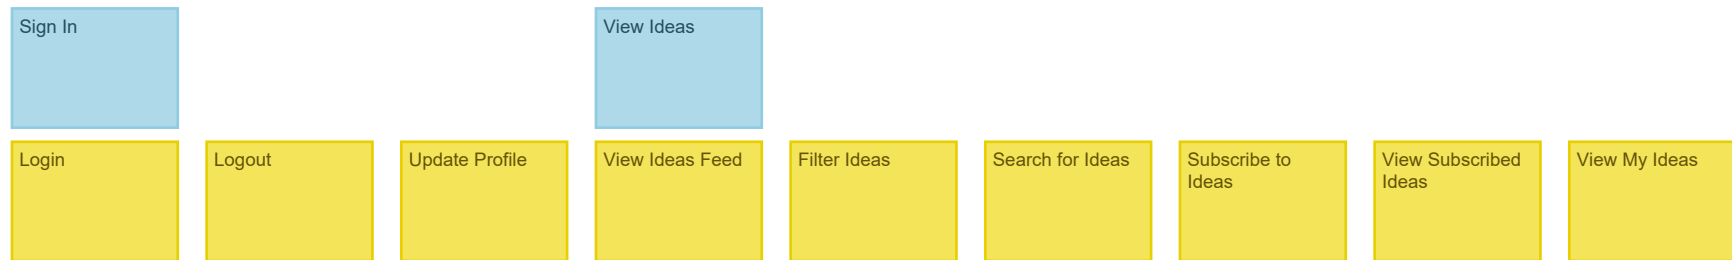 Sign In
View Ideas
Login
Logout
Update Profile
View Ideas Feed
Filter Ideas
Search for Ideas
Subscribe to
Ideas
View Subscribed
Ideas
View My Ideas